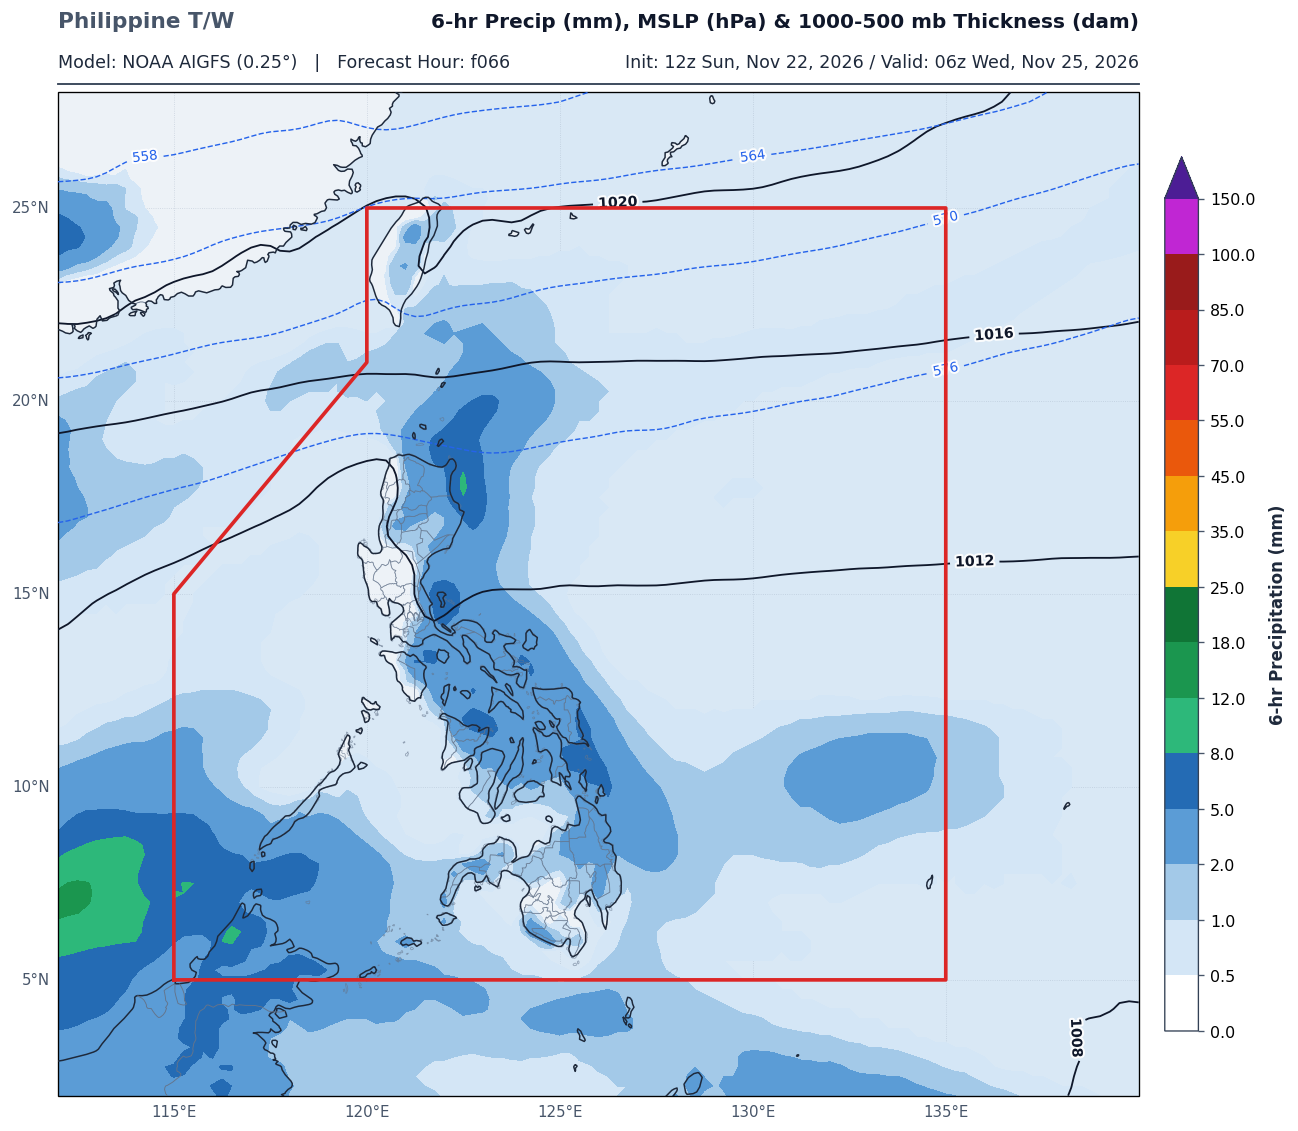 Philippine T/W
6-hr Precip (mm), MSLP (hPa) & 1000-500 mb Thickness (dam)
Model: NOAA AIGFS (0.25°)   |   Forecast Hour: f066
Init: 12z Sun, Nov 22, 2026 / Valid: 06z Wed, Nov 25, 2026
558
564
1020
570
1016
576
1012
1008
25°N
20°N
15°N
10°N
5°N
115°E
120°E
125°E
130°E
135°E
150.0
100.0
85.0
70.0
55.0
45.0
35.0
25.0
18.0
12.0
8.0
5.0
2.0
1.0
0.5
0.0
6-hr Precipitation (mm)